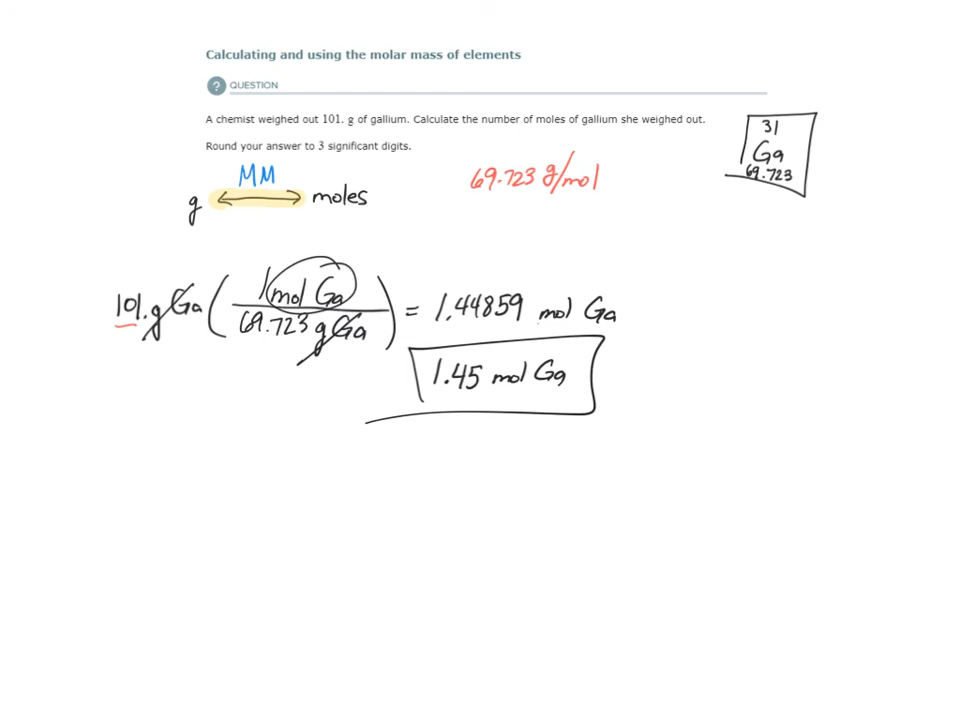 Calculating and using the molar mass of elements
? QUESTION
A chemist weighed out 101. g of gallium. Calculate the number of moles of gallium she weighed out.
Round your answer to 3 significant digits.
31
Ga
69.723
MM
g ⟷ moles
69.723 g/mol
101. g Ga ( 1 mol Ga / 69.723 g Ga ) = 1.44859 mol Ga
1.45 mol Ga